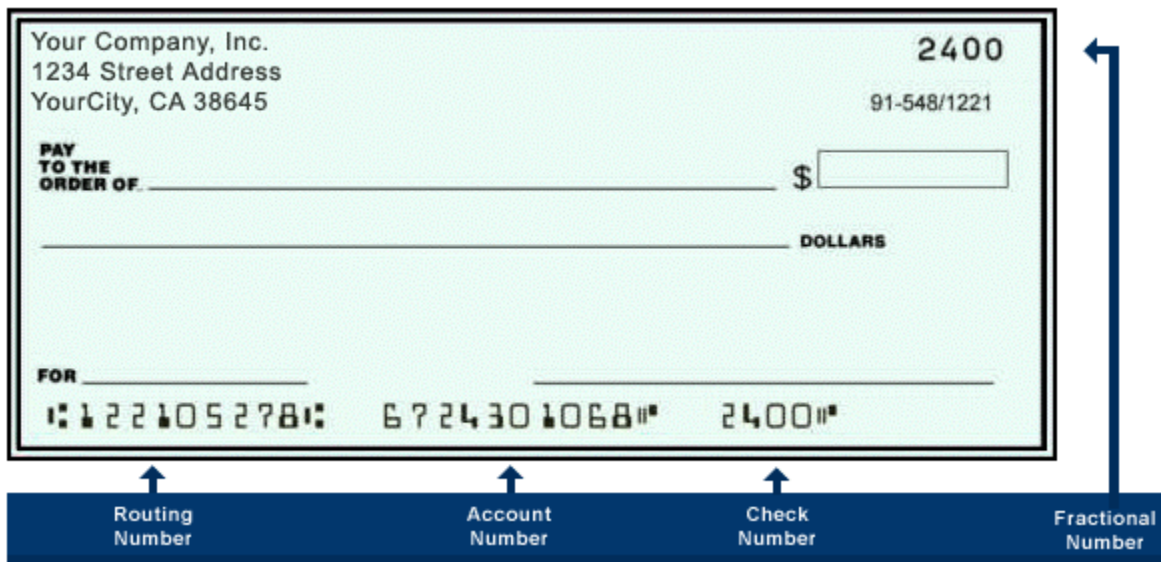 Your Company, Inc.
2400
1234 Street Address
YourCity, CA 38645
91-548/1221
PAY
TO THE
ORDER OF
$
DOLLARS
FOR
⑆122105278⑆ 6724301068⑈ 2400⑈
Routing
Number
Account
Number
Check
Number
Fractional
Number